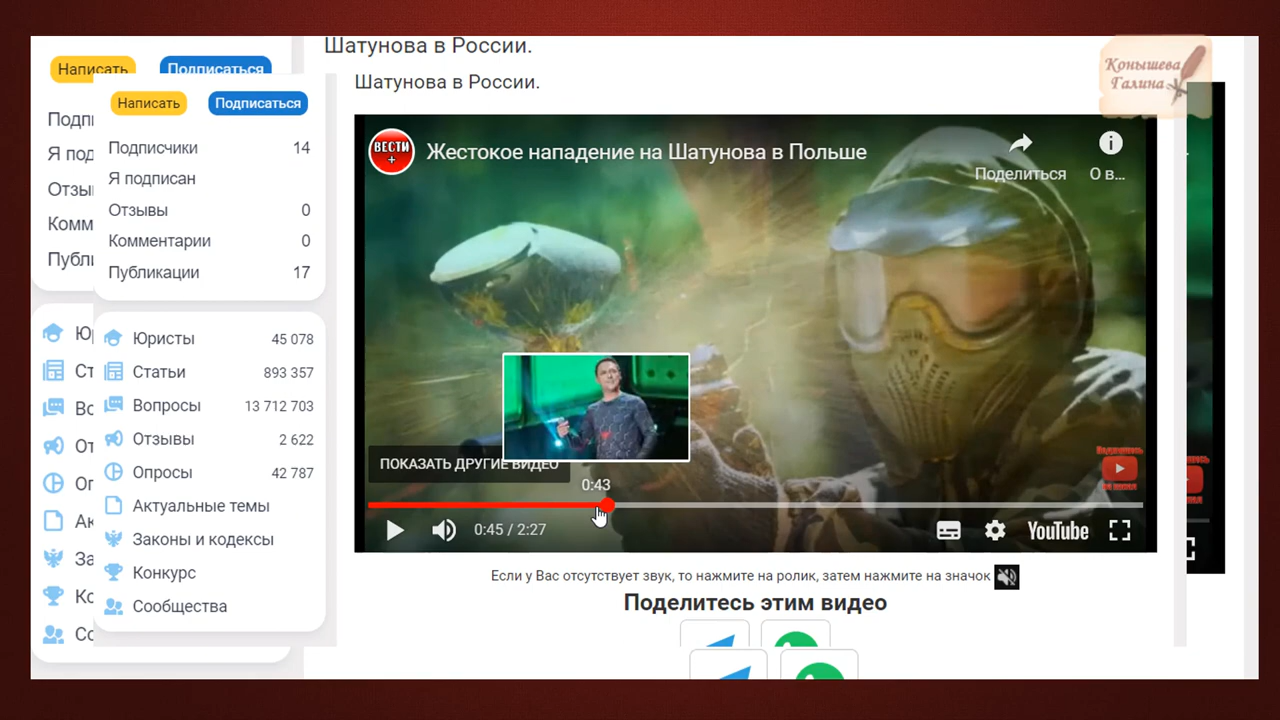 Шатунова в России.
Написать
Подписаться
Шатунова в России.
Конышева
Галина
Написать
Подписаться
Подписчики 14
Я подписан
Отзывы 0
Комментарии 0
Публикации 17
Юристы 45 078
Статьи 893 357
Вопросы 13 712 703
Отзывы 2 622
Опросы 42 787
Актуальные темы
Законы и кодексы
Конкурс
Сообщества
ВЕСТИ
+
Жестокое нападение на Шатунова в Польше
Поделиться
О в...
ПОКАЗАТЬ ДРУГИЕ ВИДЕО
0:43
0:45 / 2:27
YouTube
Если у Вас отсутствует звук, то нажмите на ролик, затем нажмите на значок
Поделитесь этим видео